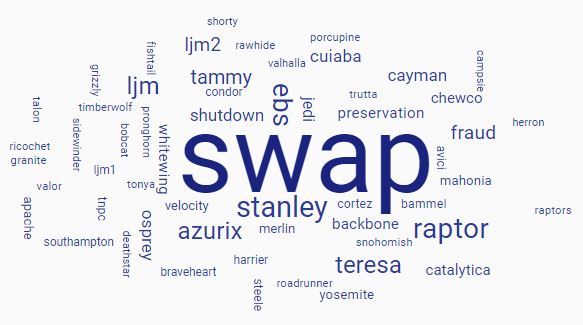 shorty
porcupine
ljm2
rawhide
fishtail
cuiaba
valhalla
grizzly
tammy
cayman
campsie
ljm
condor
ebs
trutta
chewco
talon
timberwolf
jedi
pronghorn
shutdown
preservation
herron
sidewinder
bobcat
whitewing
fraud
ricochet
swap
avici
granite
ljm1
mahonia
valor
tonya
tnpc
velocity
stanley
cortez
bammel
raptors
apache
osprey
azurix
merlin
backbone
raptor
southampton
deathstar
snohomish
harrier
teresa
catalytica
braveheart
steele
roadrunner
yosemite